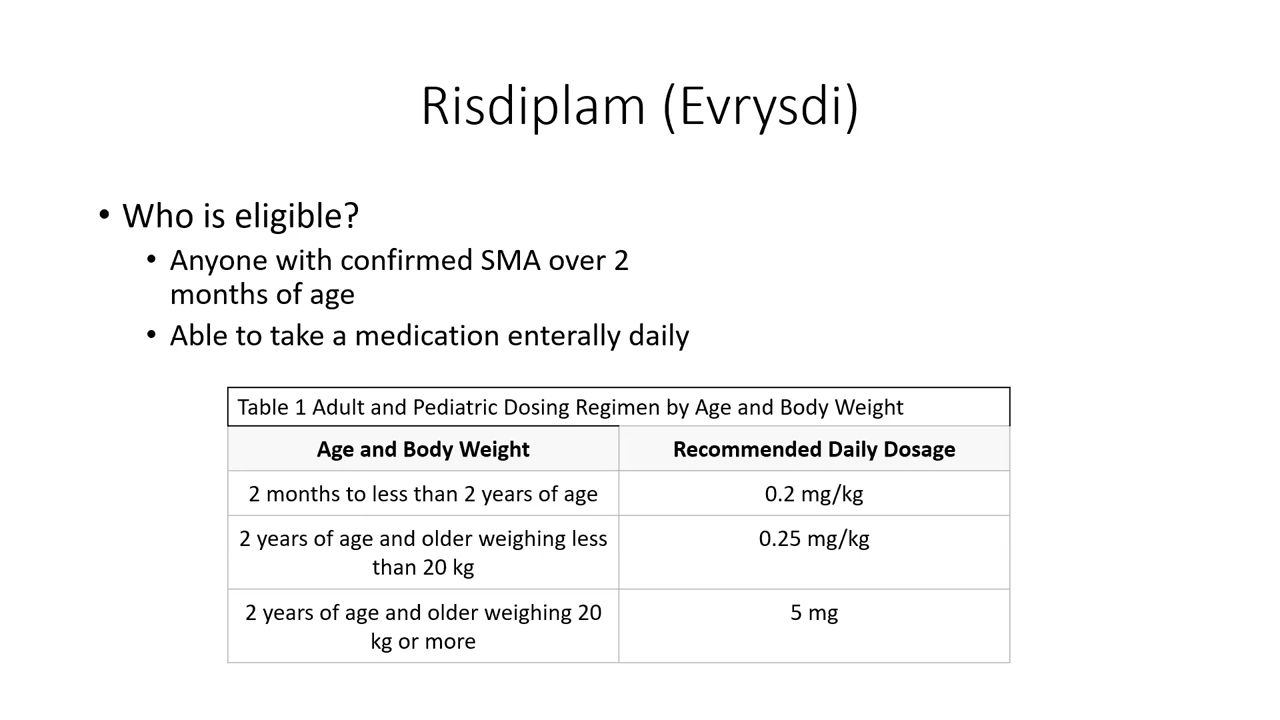 Risdiplam (Evrysdi)
• Who is eligible?
• Anyone with confirmed SMA over 2
months of age
• Able to take a medication enterally daily
Table 1 Adult and Pediatric Dosing Regimen by Age and Body Weight
Age and Body Weight
Recommended Daily Dosage
2 months to less than 2 years of age
0.2 mg/kg
2 years of age and older weighing less
than 20 kg
0.25 mg/kg
2 years of age and older weighing 20
kg or more
5 mg